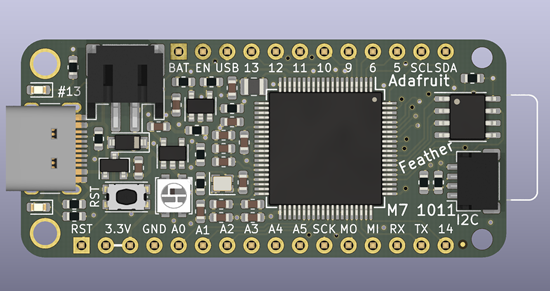 BAT EN USB 13 12 11 10 9 6 5 SCL SDA
#13
Adafruit
Feather
RST
M7 1011
I2C
RST 3.3V GND A0 A1 A2 A3 A4 A5 SCK MO MI RX TX 14